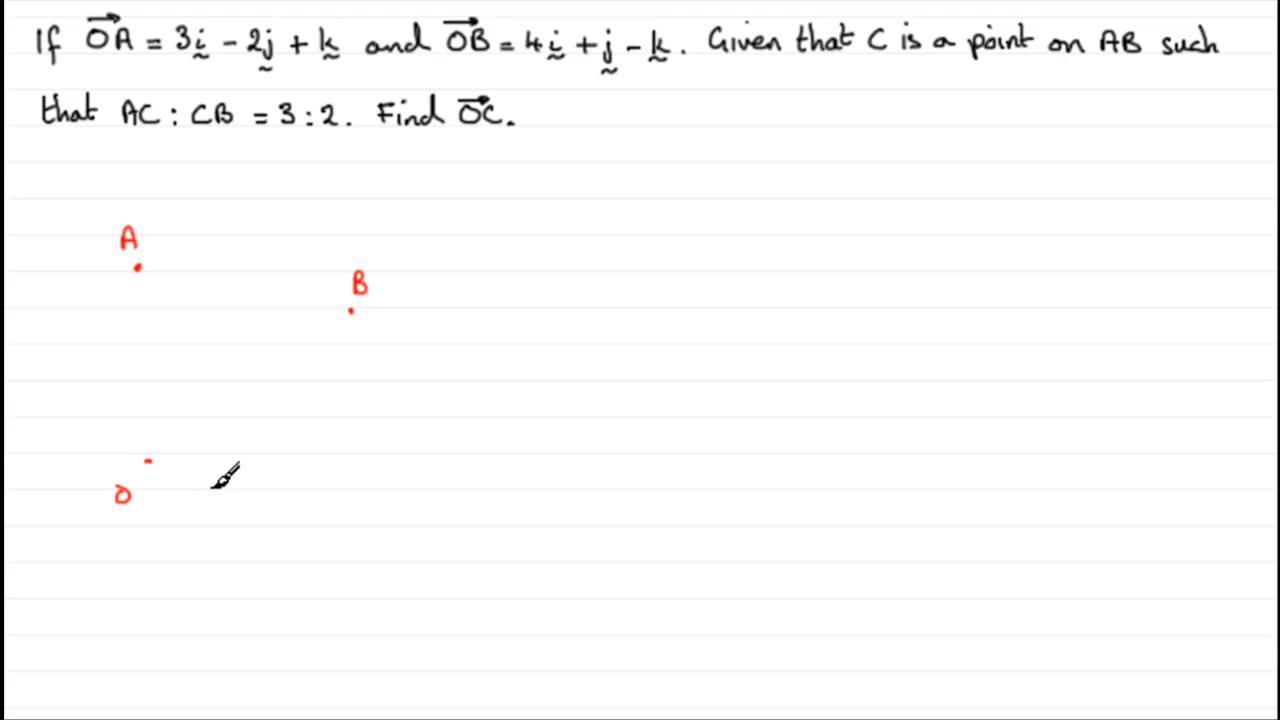 If OA = 3i - 2j + k and OB = 4i + j - k. Given that C is a point on AB such
that AC : CB = 3 : 2. Find OC.
A
B
O